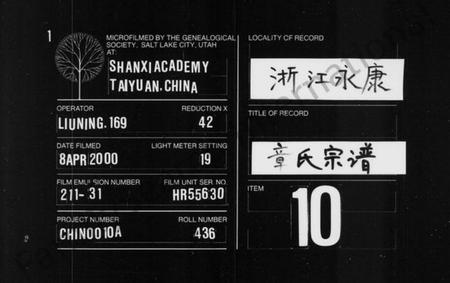 1
MICROFILMED BY THE GENEALOGICAL
SOCIETY, SALT LAKE CITY, UTAH
AT:
SHANXI ACADEMY
TAIYUAN, CHINA
OPERATOR REDUCTION X
LIUNING. 169 42
DATE FILMED LIGHT METER SETTING
8APR 2000 19
FILM EMULSION NUMBER FILM UNIT SER. NO.
211-31 HR55630
PROJECT NUMBER ROLL NUMBER
CHINO010A 436
LOCALITY OF RECORD
浙江永康
TITLE OF RECORD
章氏宗谱
ITEM
10